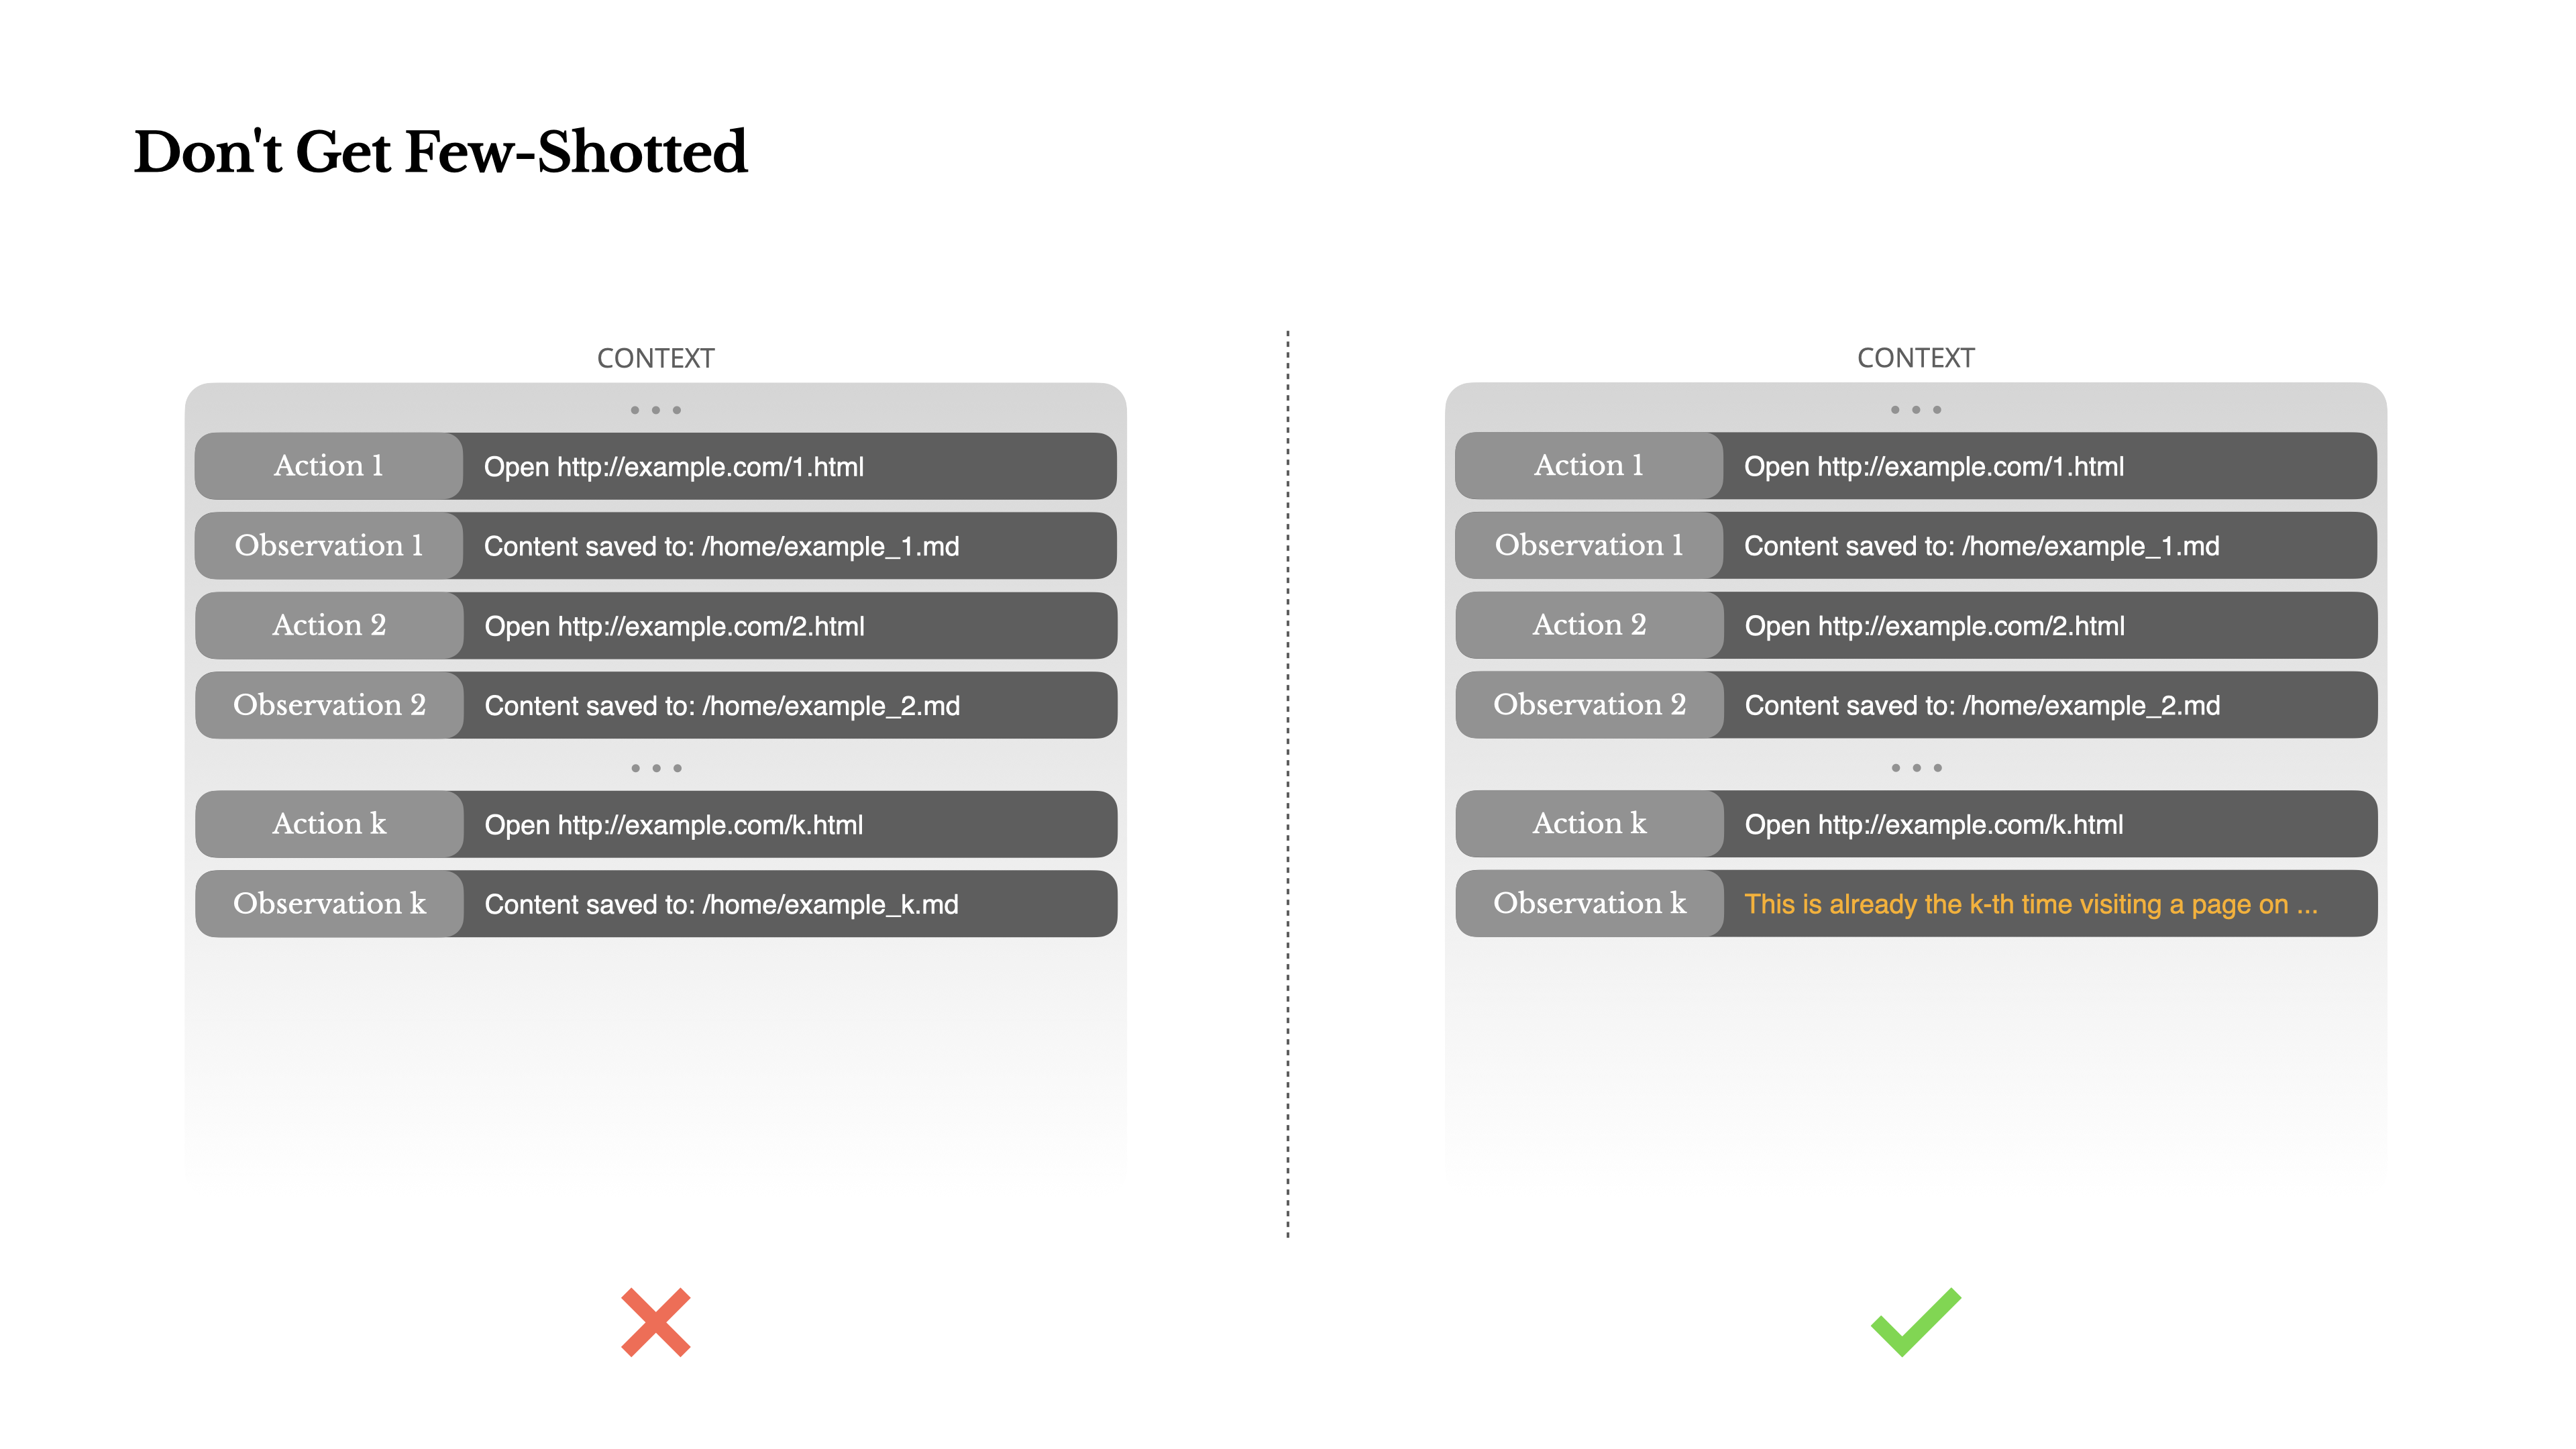 Don't Get Few-Shotted
CONTEXT
• • •
Action 1 Open http://example.com/1.html
Observation 1 Content saved to: /home/example_1.md
Action 2 Open http://example.com/2.html
Observation 2 Content saved to: /home/example_2.md
• • •
Action k Open http://example.com/k.html
Observation k Content saved to: /home/example_k.md
CONTEXT
• • •
Action 1 Open http://example.com/1.html
Observation 1 Content saved to: /home/example_1.md
Action 2 Open http://example.com/2.html
Observation 2 Content saved to: /home/example_2.md
• • •
Action k Open http://example.com/k.html
Observation k This is already the k-th time visiting a page on ...